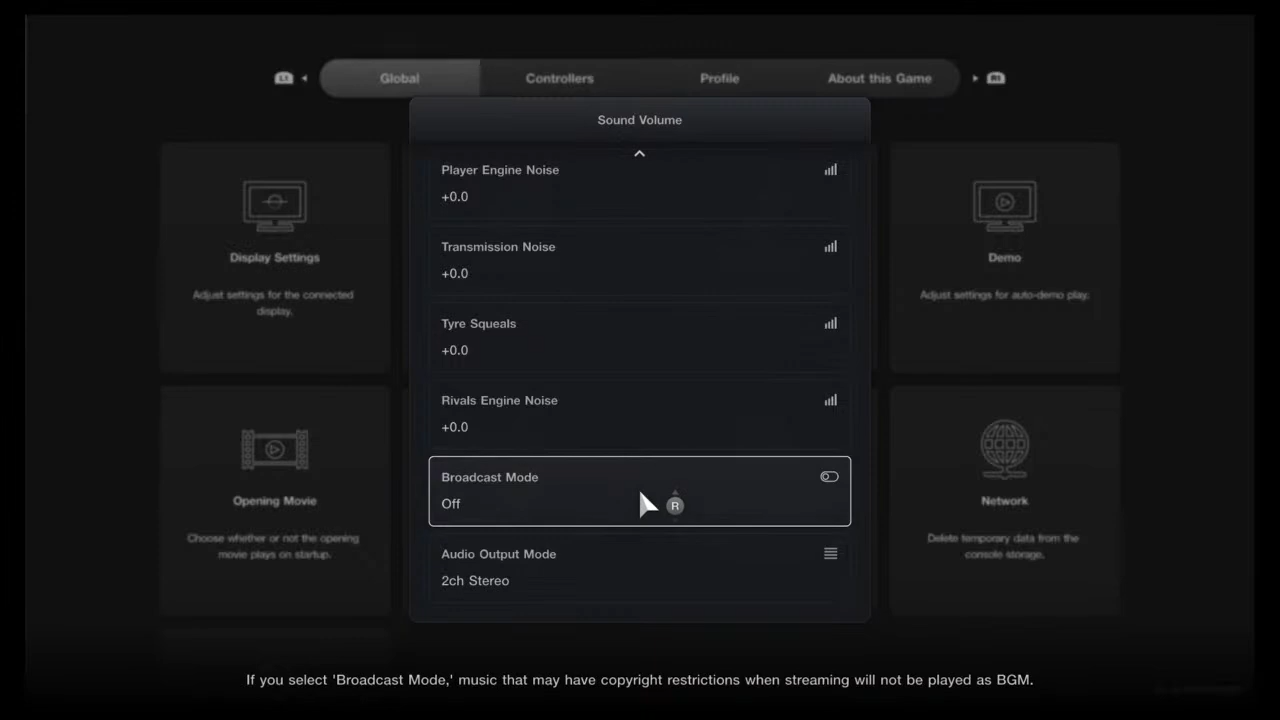 L1 Global Controllers Profile About this Game R1
Sound Volume
Player Engine Noise
+0.0
Transmission Noise
+0.0
Tyre Squeals
+0.0
Rivals Engine Noise
+0.0
Broadcast Mode
Off
R
Audio Output Mode
2ch Stereo
Display Settings
Adjust settings for the connected
display.
Demo
Adjust settings for auto-demo play.
Opening Movie
Choose whether or not the opening
movie plays on startup.
Network
Delete temporary data from the
console storage.
If you select 'Broadcast Mode,' music that may have copyright restrictions when streaming will not be played as BGM.